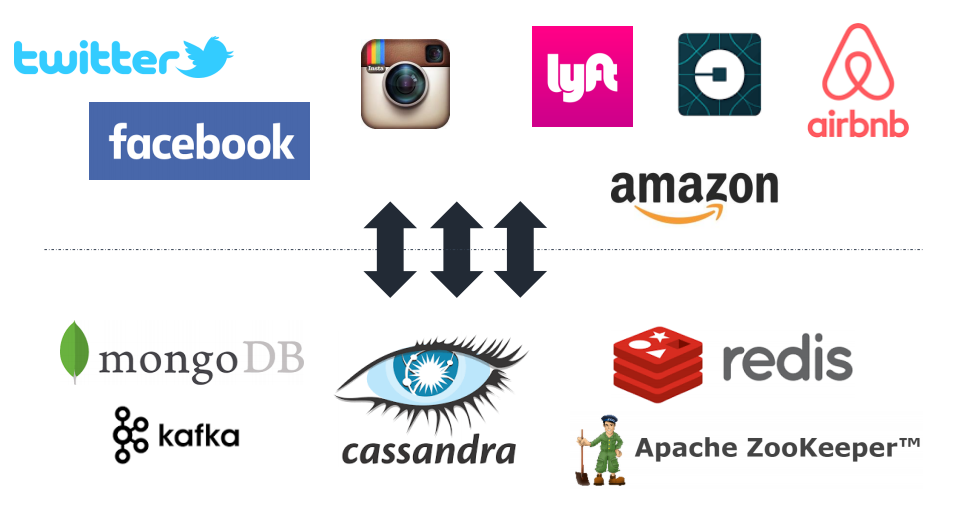 twitter
Insta
lyft
airbnb
facebook
amazon
mongoDB
redis
kafka
cassandra
Apache ZooKeeper™